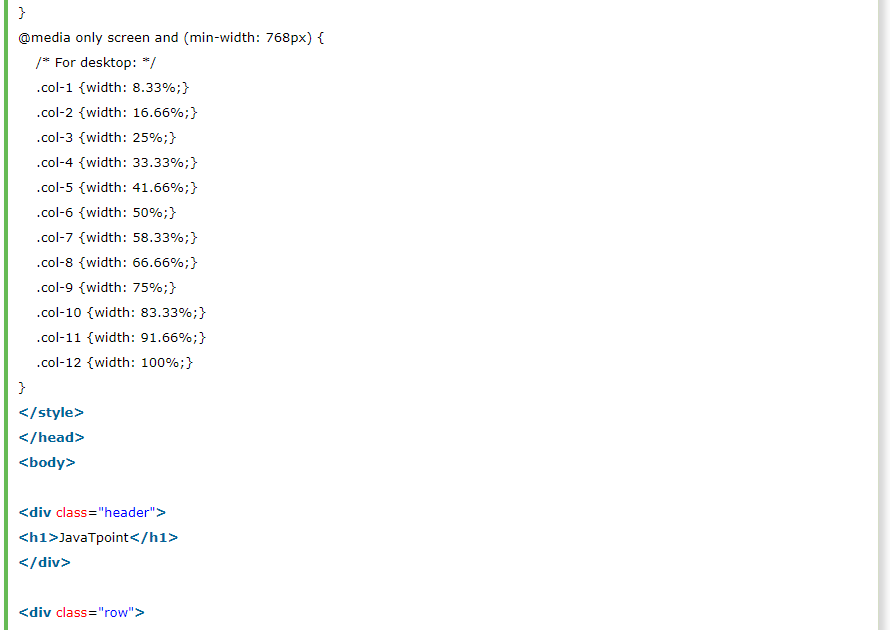 }
@media only screen and (min-width: 768px) {
/* For desktop: */
.col-1 {width: 8.33%;}
.col-2 {width: 16.66%;}
.col-3 {width: 25%;}
.col-4 {width: 33.33%;}
.col-5 {width: 41.66%;}
.col-6 {width: 50%;}
.col-7 {width: 58.33%;}
.col-8 {width: 66.66%;}
.col-9 {width: 75%;}
.col-10 {width: 83.33%;}
.col-11 {width: 91.66%;}
.col-12 {width: 100%;}
}
</style>
</head>
<body>
<div class="header">
<h1>JavaTpoint</h1>
</div>
<div class="row">